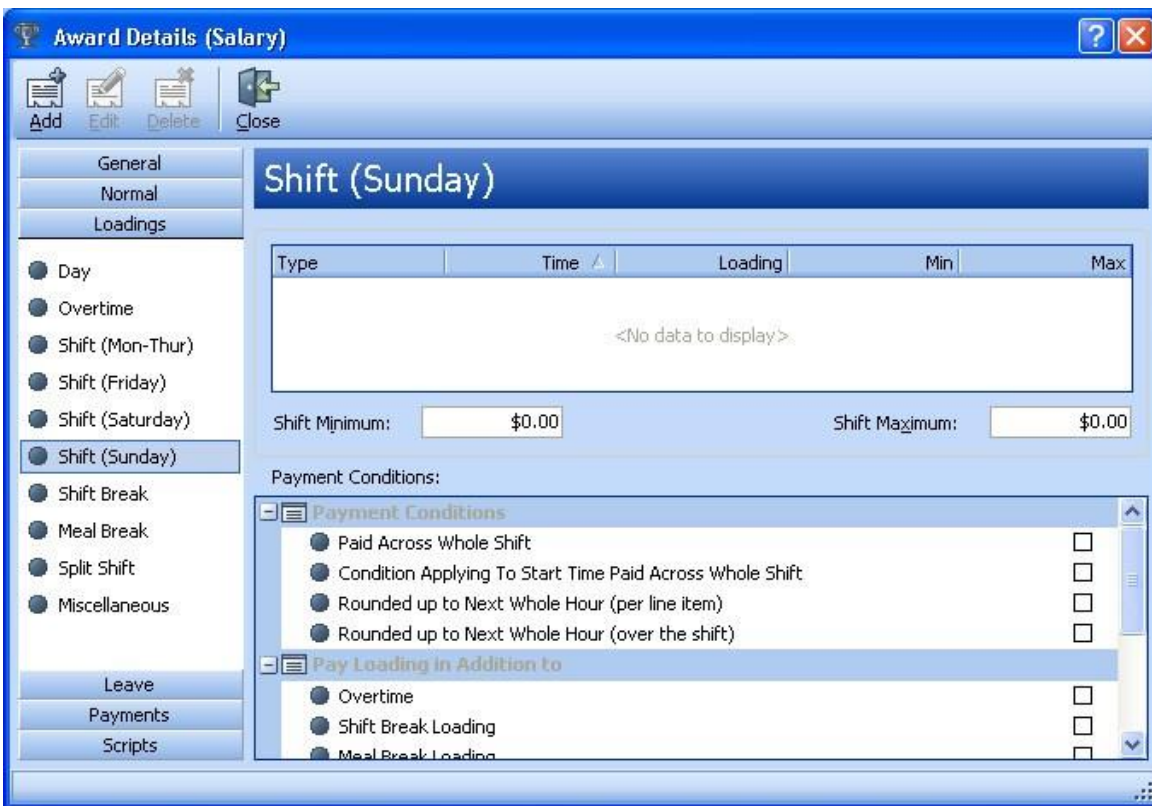 Award Details (Salary)
Add Edit Delete Close
General
Normal
Loadings
Day
Overtime
Shift (Mon-Thur)
Shift (Friday)
Shift (Saturday)
Shift (Sunday)
Shift Break
Meal Break
Split Shift
Miscellaneous
Leave
Payments
Scripts
Shift (Sunday)
Type Time Loading Min Max
<No data to display>
Shift Minimum: $0.00 Shift Maximum: $0.00
Payment Conditions:
Payment Conditions
Paid Across Whole Shift
Condition Applying To Start Time Paid Across Whole Shift
Rounded up to Next Whole Hour (per line item)
Rounded up to Next Whole Hour (over the shift)
Pay Loading in Addition to
Overtime
Shift Break Loading
Meal Break Loading